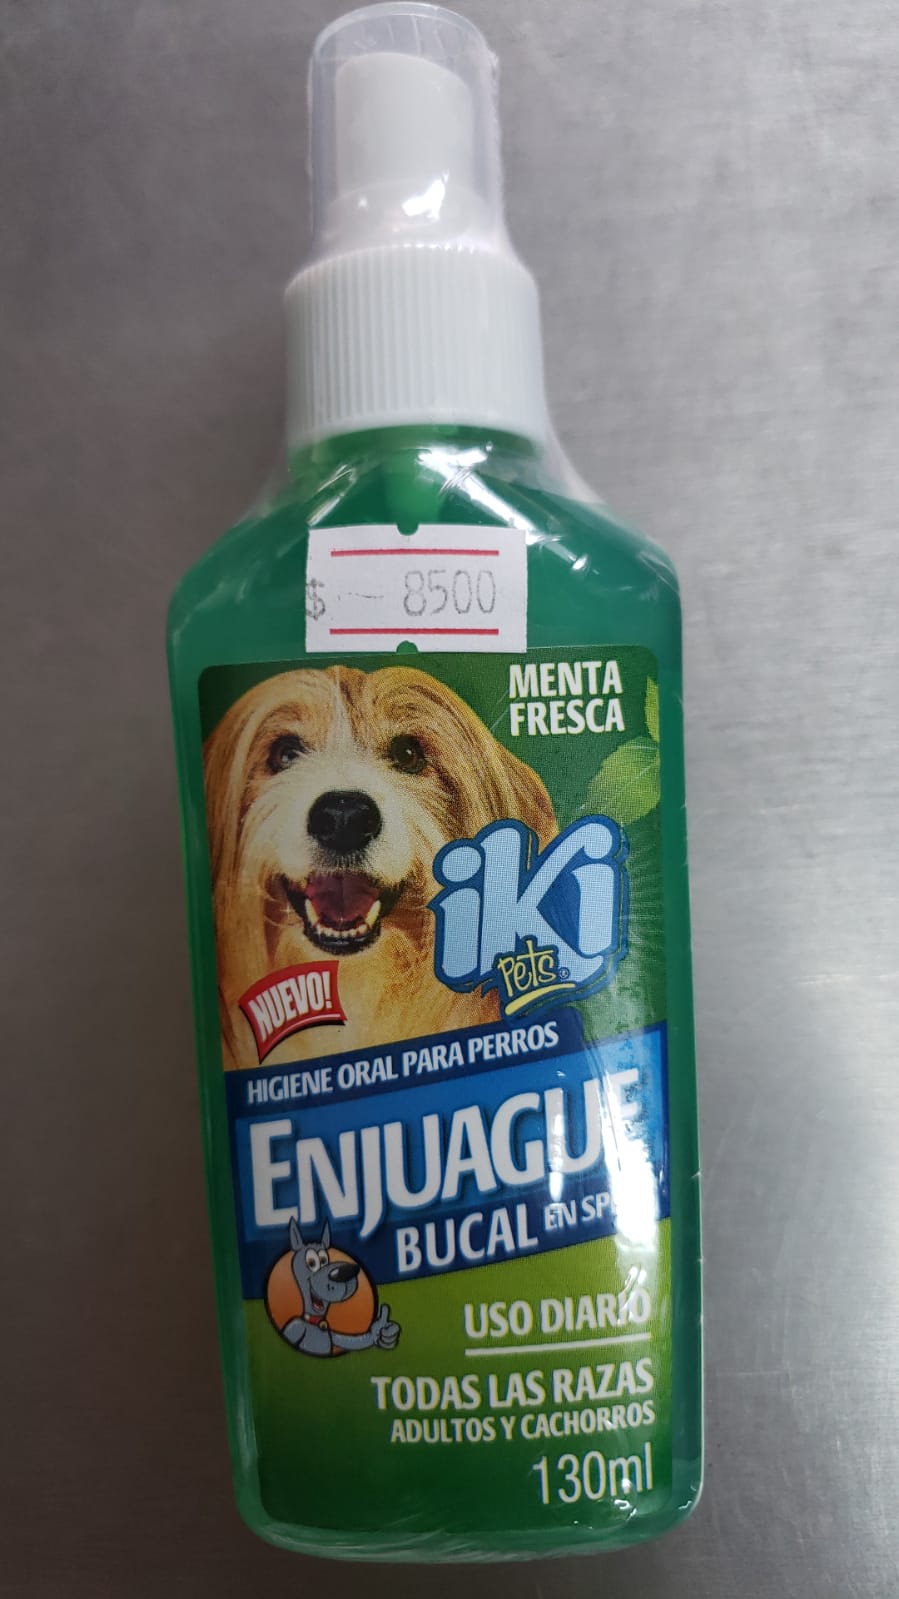 $ 8500
MENTA
FRESCA
iKi
Pets®
NUEVO!
HIGIENE ORAL PARA PERROS
ENJUAGUE
BUCAL EN
USO DIARIO
TODAS LAS RAZAS
ADULTOS Y CACHORROS
130ml